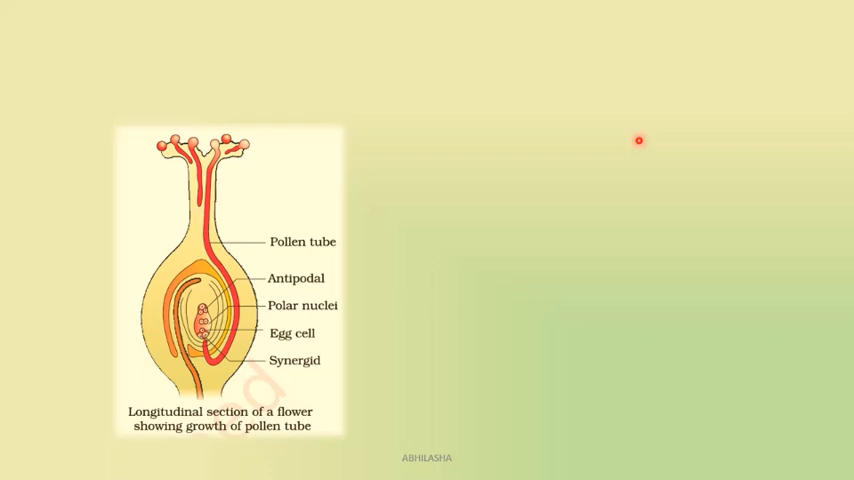 Pollen tube
Antipodal
Polar nuclei
Egg cell
Synergid
Longitudinal section of a flower
showing growth of pollen tube
ABHILASHA